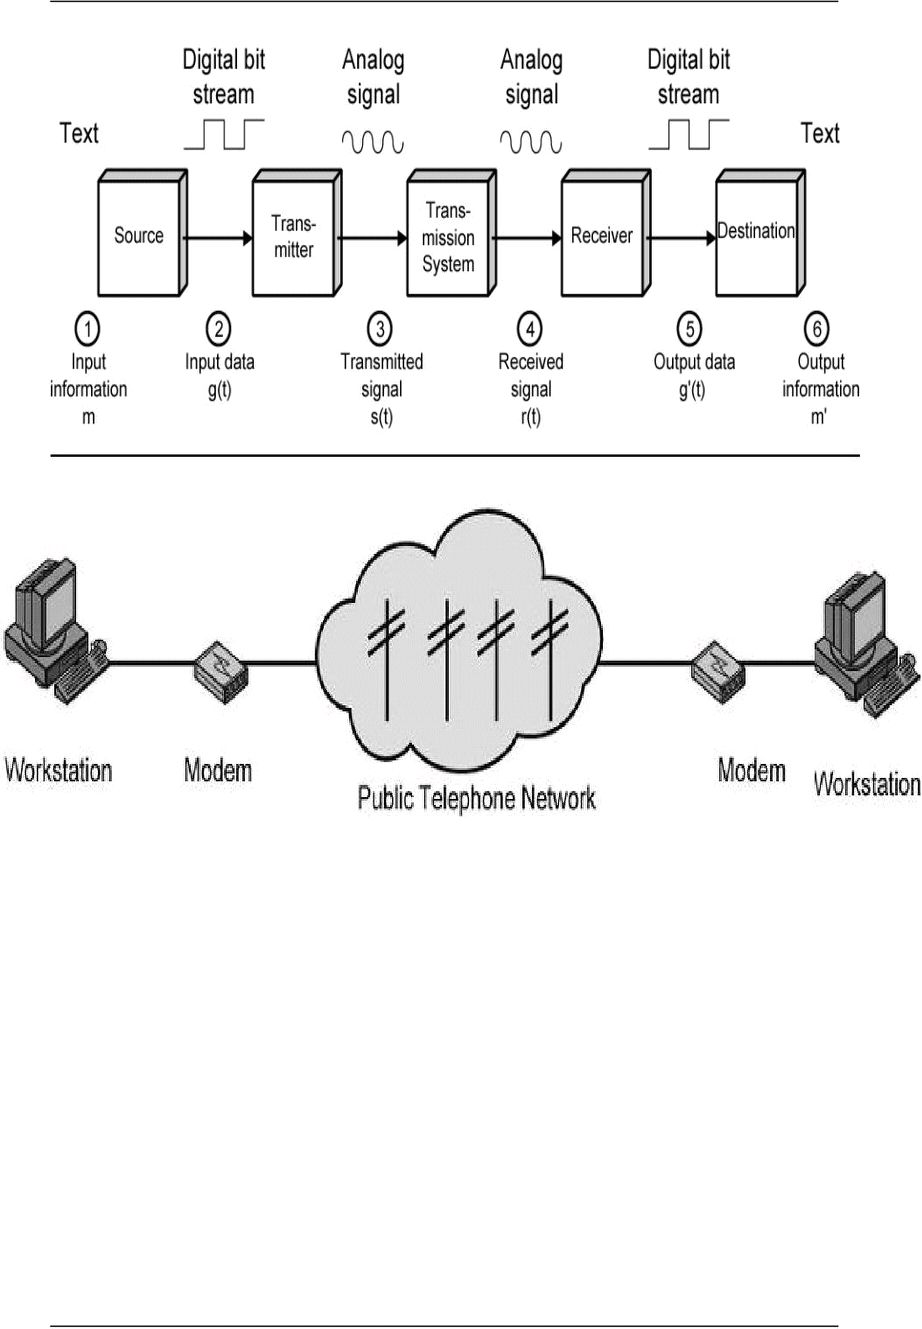 Digital bit
stream
Analog
signal
Analog
signal
Digital bit
stream
Text
Text
Source
Trans-
mitter
Trans-
mission
System
Receiver
Destination
1
Input
information
m
2
Input data
g(t)
3
Transmitted
signal
s(t)
4
Received
signal
r(t)
5
Output data
g'(t)
6
Output
information
m'
Workstation
Modem
Public Telephone Network
Modem
Workstation